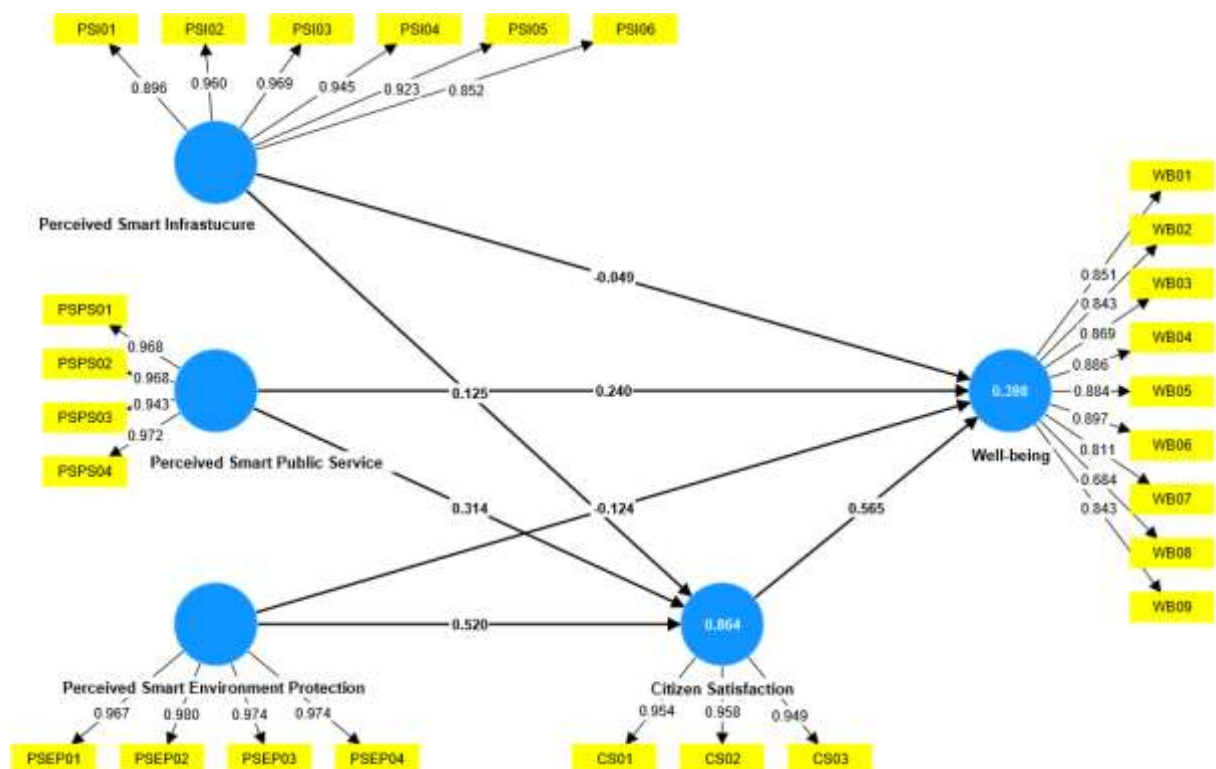 PSI01 PSI02 PSI03 PSI04 PSI05 PSI06
0.896 0.960 0.969 0.945 0.923 0.852
Perceived Smart Infrastucure
WB01
WB02
WB03
WB04
WB05
WB06
WB07
WB08
WB09
0.851
0.843
0.869
0.886
0.884
0.897
0.811
0.684
0.843
-0.049
PSPS01
PSPS02
PSPS03
PSPS04
0.968
0.968
0.943
0.972
Perceived Smart Public Service
0.125
0.240
0.398
Well-being
0.314
-0.124
0.565
0.520
0.864
Perceived Smart Environment Protection
0.967 0.980 0.974 0.974
PSEP01 PSEP02 PSEP03 PSEP04
Citizen Satisfaction
0.954 0.958 0.949
CS01 CS02 CS03